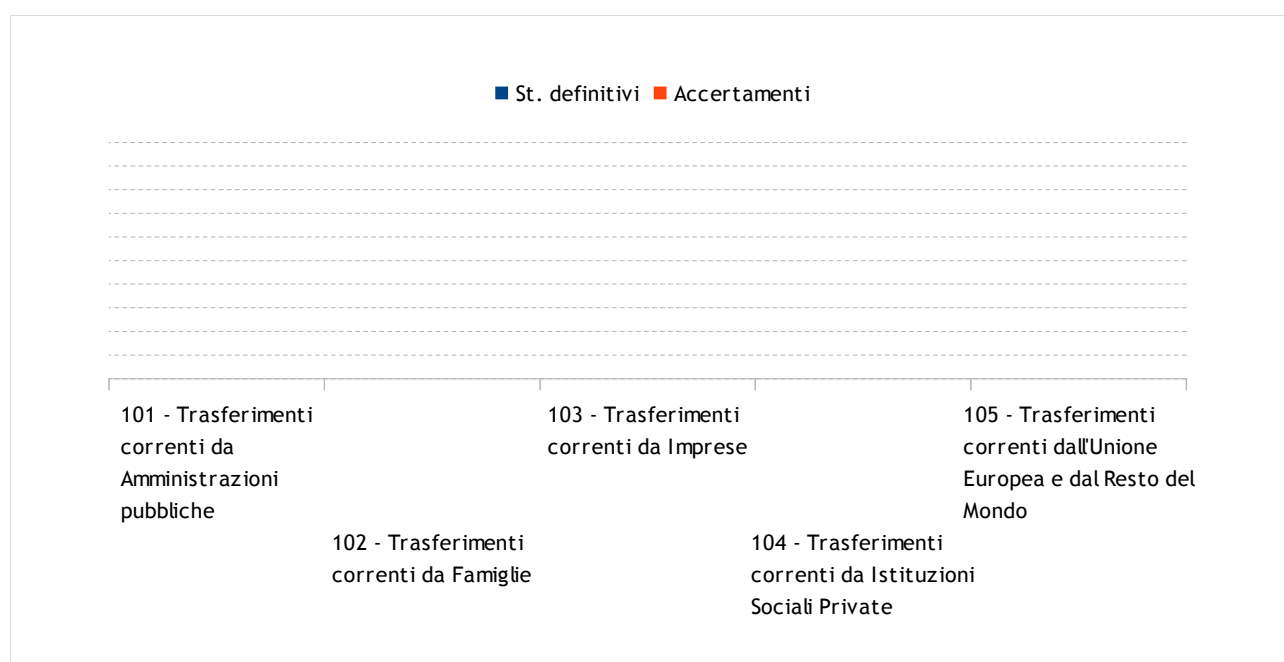 St. definitivi Accertamenti
101 - Trasferimenti
correnti da
Amministrazioni
pubbliche
102 - Trasferimenti
correnti da Famiglie
103 - Trasferimenti
correnti da Imprese
104 - Trasferimenti
correnti da Istituzioni
Sociali Private
105 - Trasferimenti
correnti dall'Unione
Europea e dal Resto del
Mondo